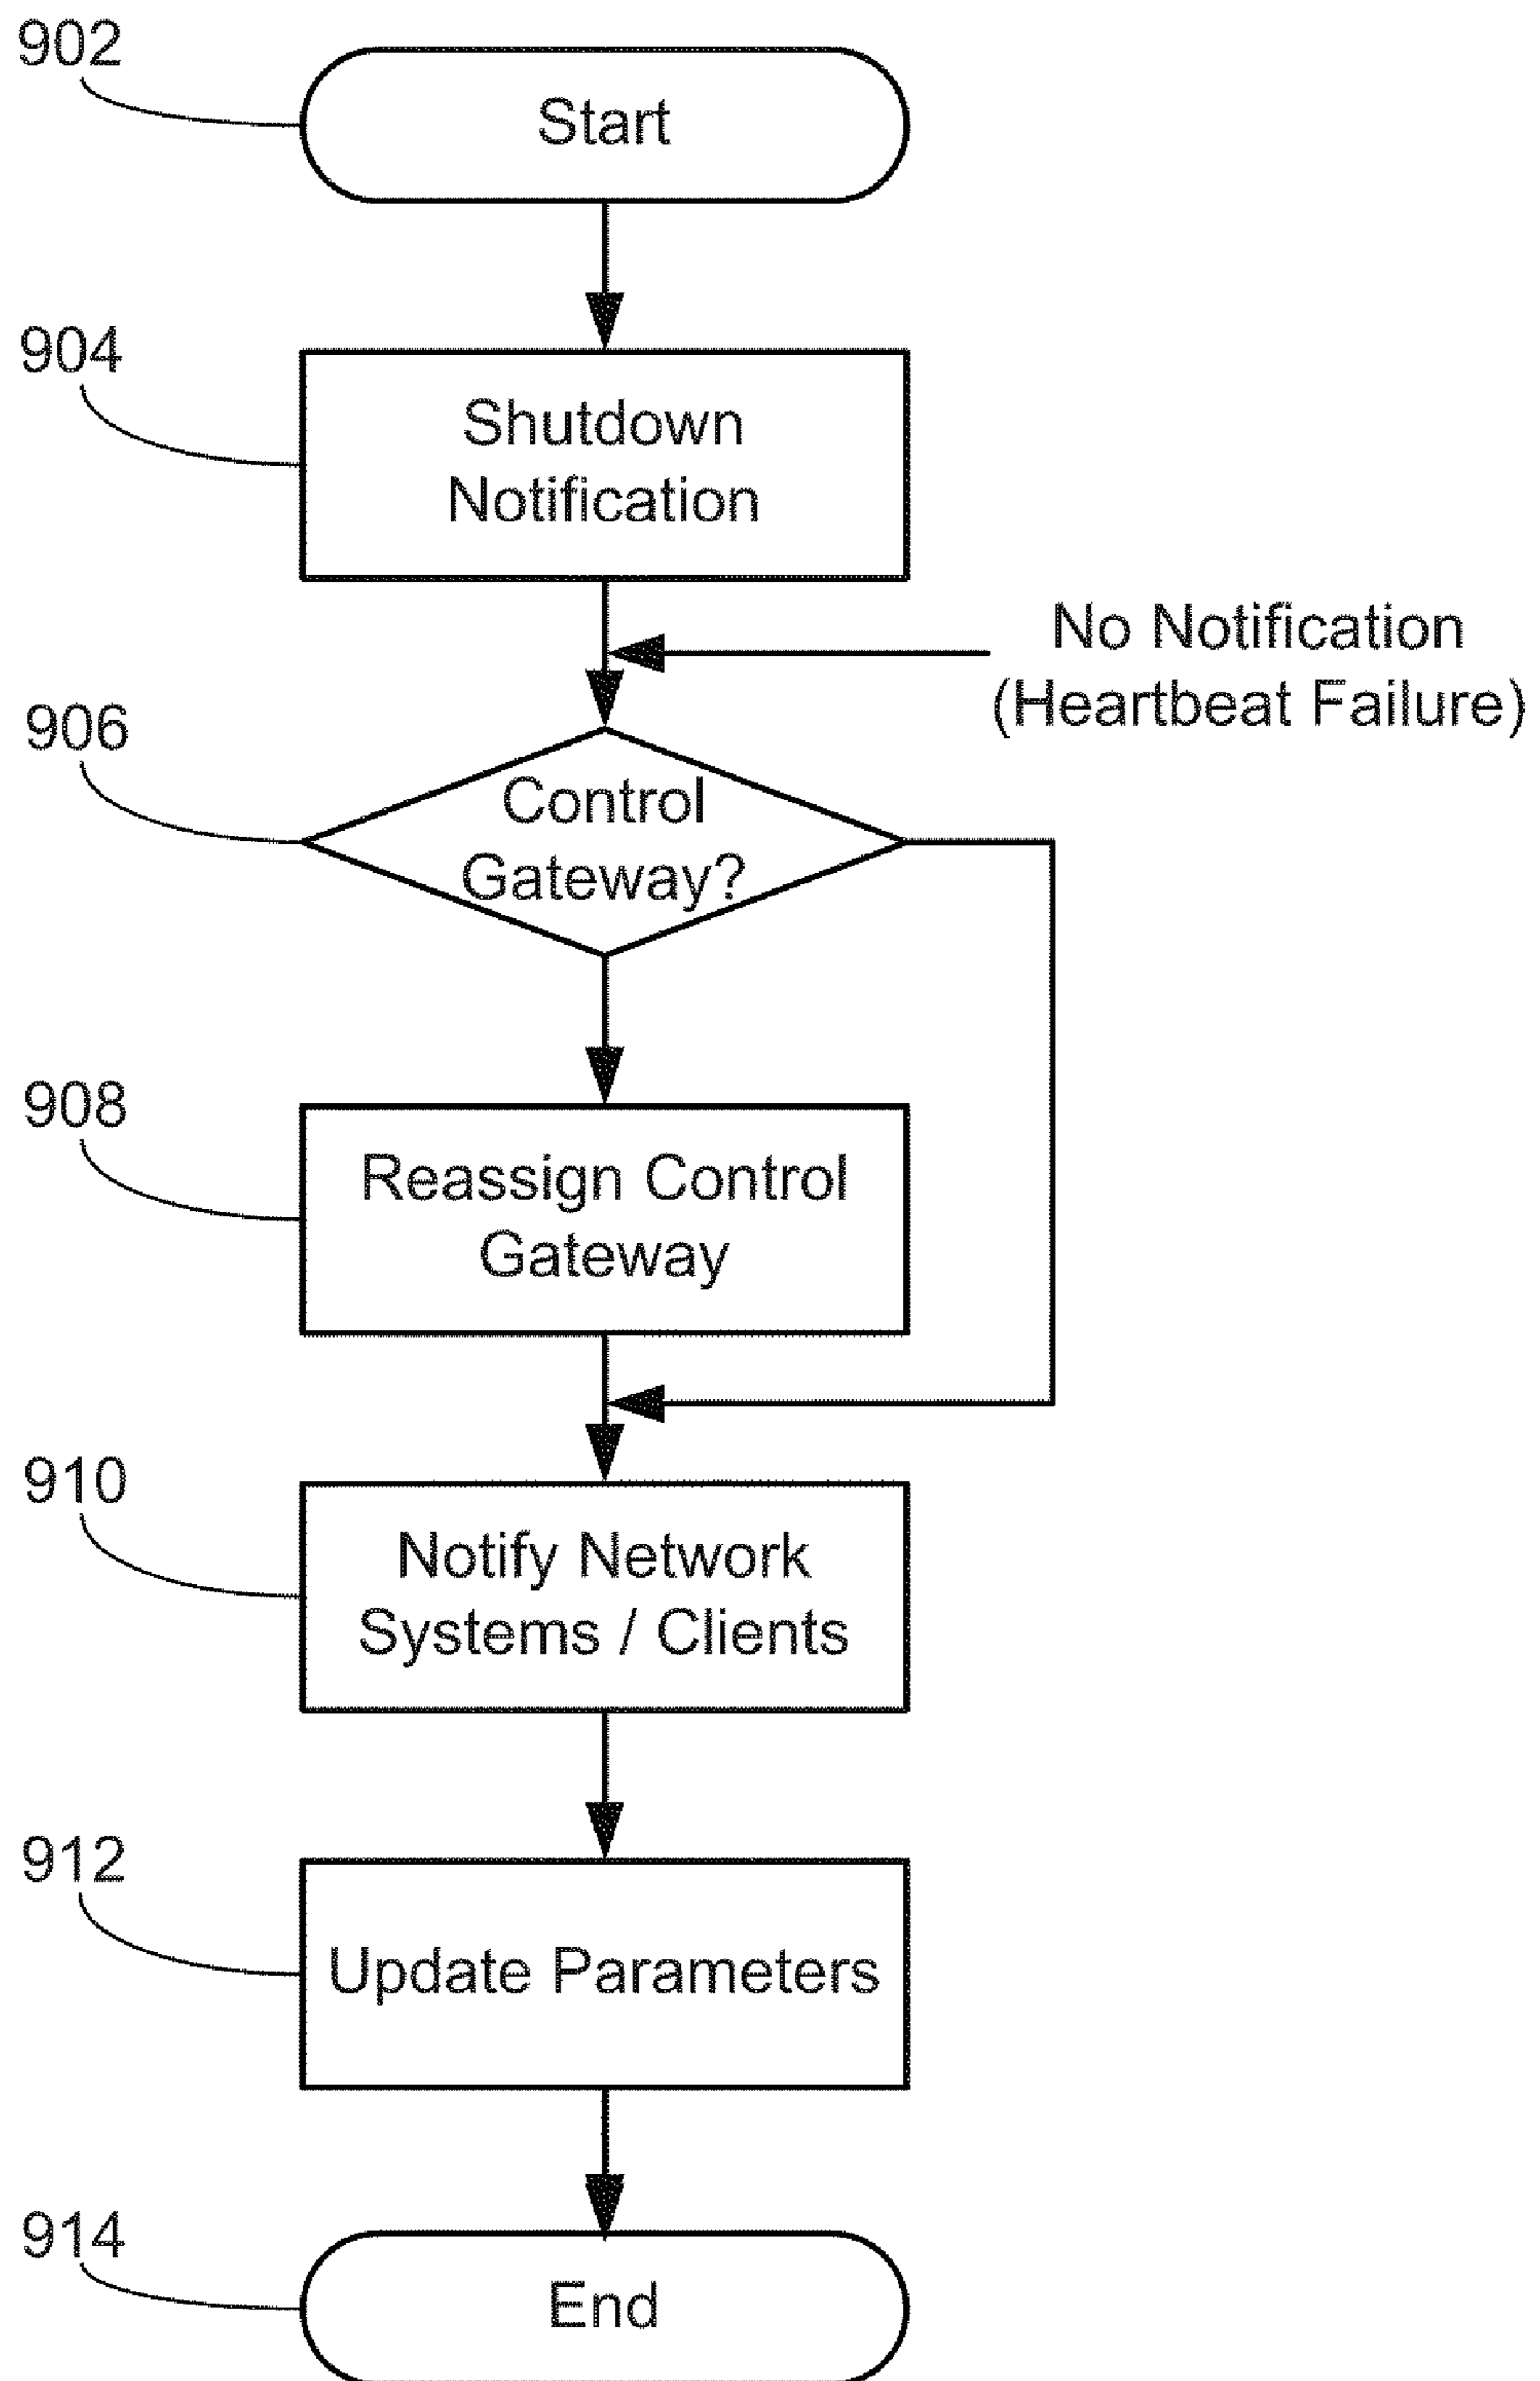 902
Start
904
Shutdown
Notification
No Notification
(Heartbeat Failure)
906
Control
Gateway?
908
Reassign Control
Gateway
910
Notify Network
Systems / Clients
912
Update Parameters
914
End